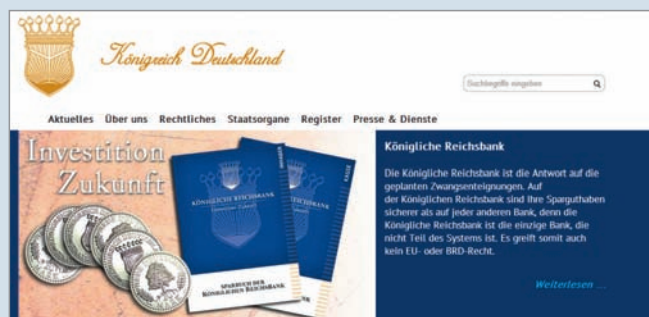 Königreich Deutschland
Suchbegriffe eingeben
Aktuelles Über uns Rechtliches Staatsorgane Register Presse & Dienste
Investition
Zukunft
KÖNIGLICHE REICHSBANK
SPARBUCH DER
KÖNIGLICHEN REICHSBANK
Königliche Reichsbank
Die Königliche Reichsbank ist die Antwort auf die
geplanten Zwangsenteignungen. Auf
der Königlichen Reichsbank sind Ihre Sparguthaben
sicherer als auf jeder anderen Bank, denn die
Königliche Reichsbank ist die einzige Bank, die
nicht Teil des Systems ist. Es greift somit auch
kein EU- oder BRD-Recht.
Weiterlesen ...